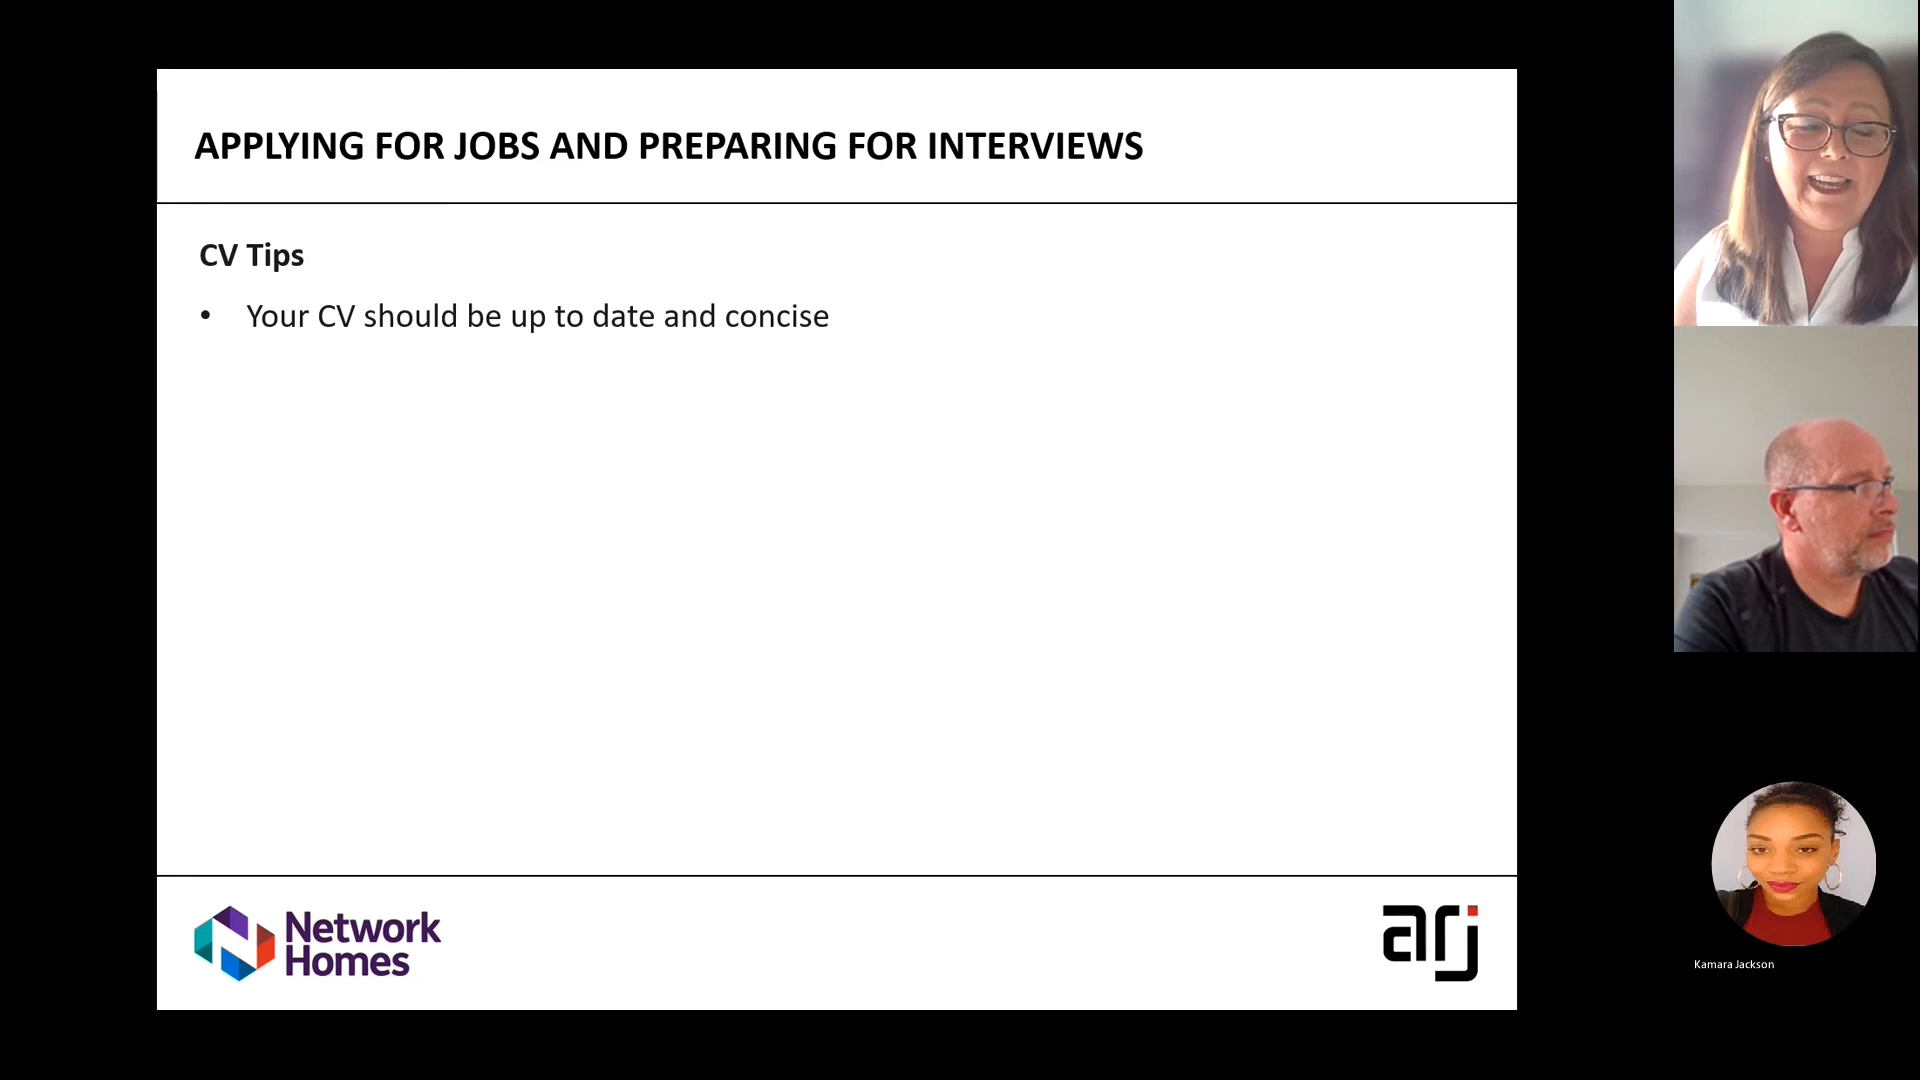 APPLYING FOR JOBS AND PREPARING FOR INTERVIEWS
CV Tips
• Your CV should be up to date and concise
Network
Homes
arj
Kamara Jackson